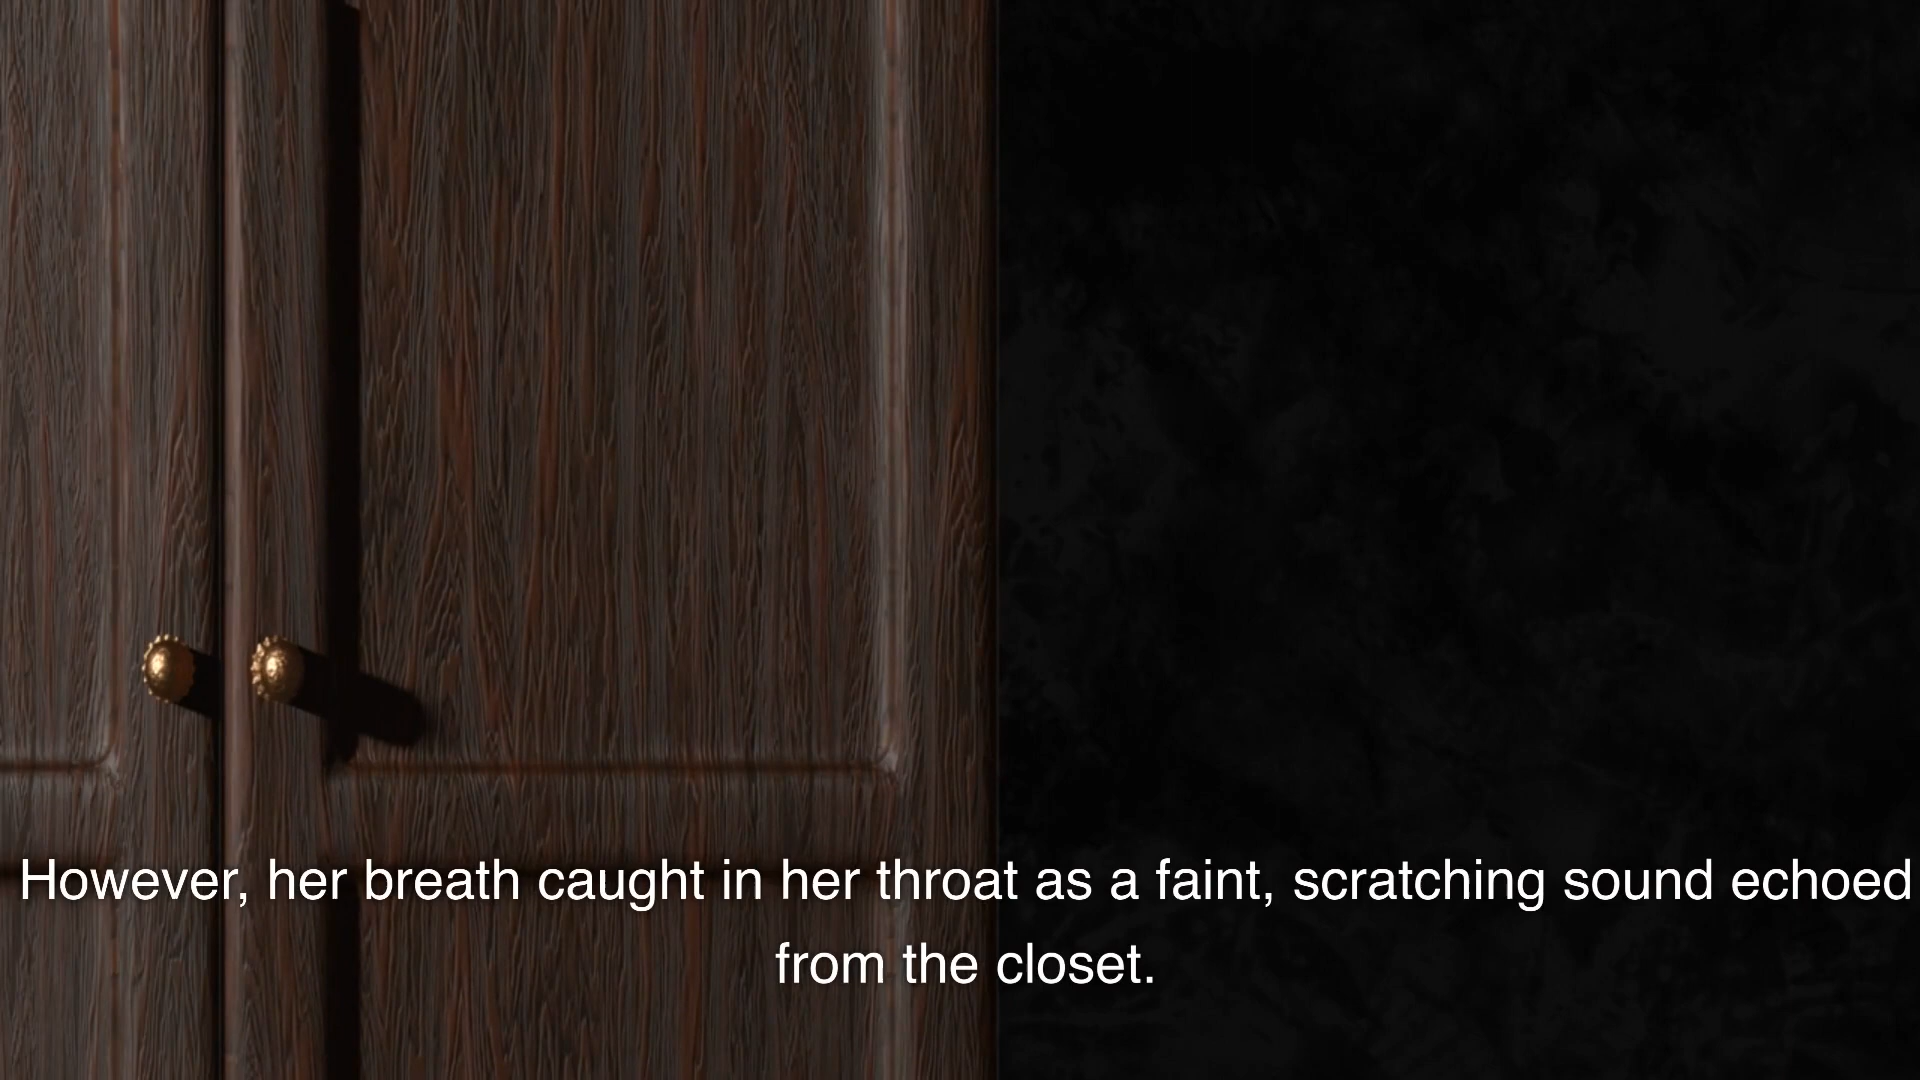 However, her breath caught in her throat as a faint, scratching sound echoed
from the closet.